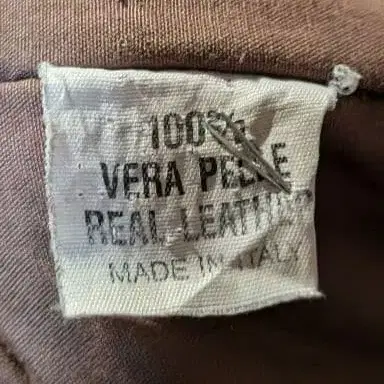 100%
VERA PELLE
REAL LEATHER
MADE IN ITALY